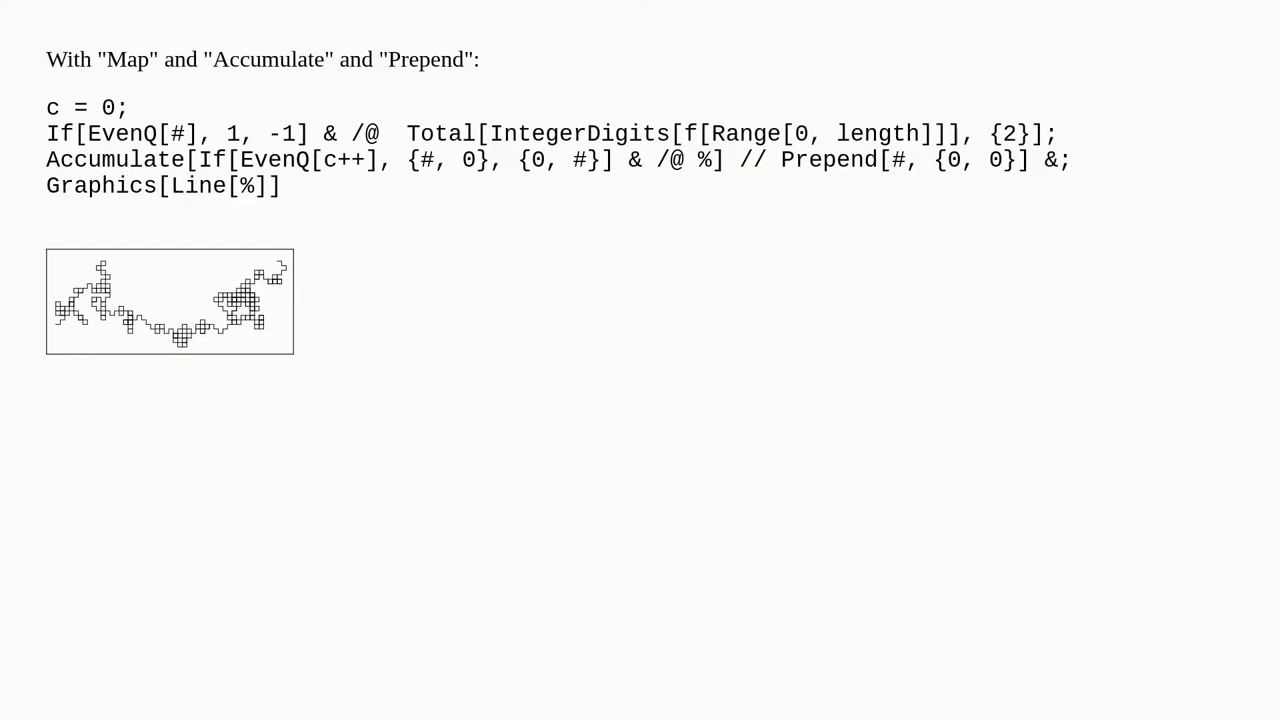 With "Map" and "Accumulate" and "Prepend":
c = 0;
If[EvenQ[#], 1, -1] & /@  Total[IntegerDigits[f[Range[0, length]]], {2}];
Accumulate[If[EvenQ[c++], {#, 0}, {0, #}] & /@ %] // Prepend[#, {0, 0}] &;
Graphics[Line[%]]